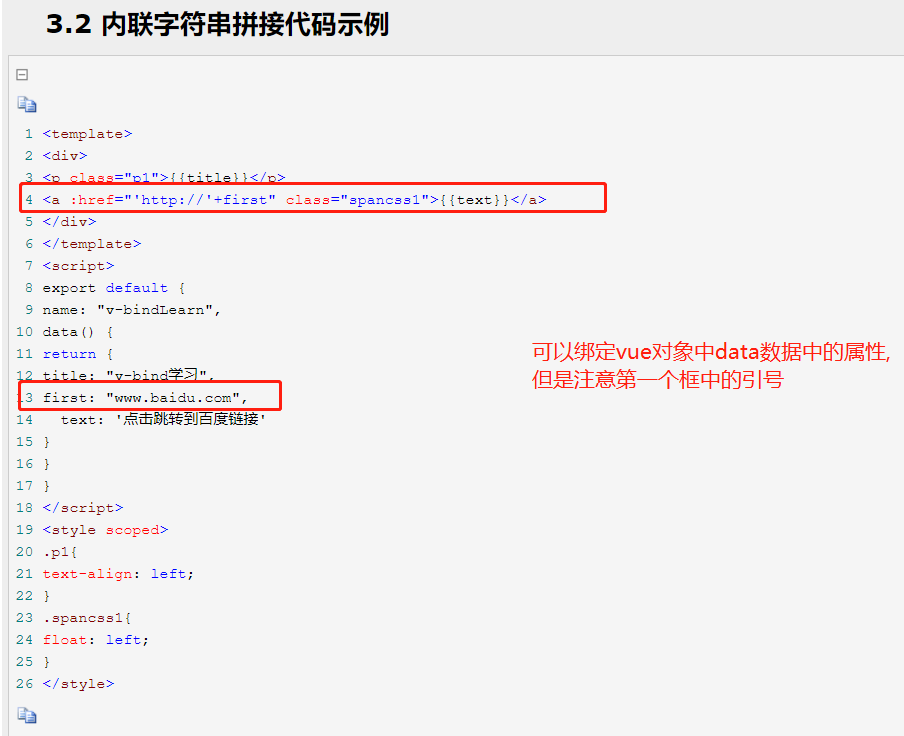 3.2 内联字符串拼接代码示例
1 <template>
2 <div>
3 <p class="p1">{{title}}</p>
4 <a :href="'http://'+first" class="spancss1">{{text}}</a>
5 </div>
6 </template>
7 <script>
8 export default {
9 name: "v-bindLearn",
10 data() {
11 return {
12 title: "v-bind学习",
13 first: "www.baidu.com",
14   text: '点击跳转到百度链接'
15 }
16 }
17 }
18 </script>
19 <style scoped>
20 .p1{
21 text-align: left;
22 }
23 .spancss1{
24 float: left;
25 }
26 </style>
可以绑定vue对象中data数据中的属性,
但是注意第一个框中的引号